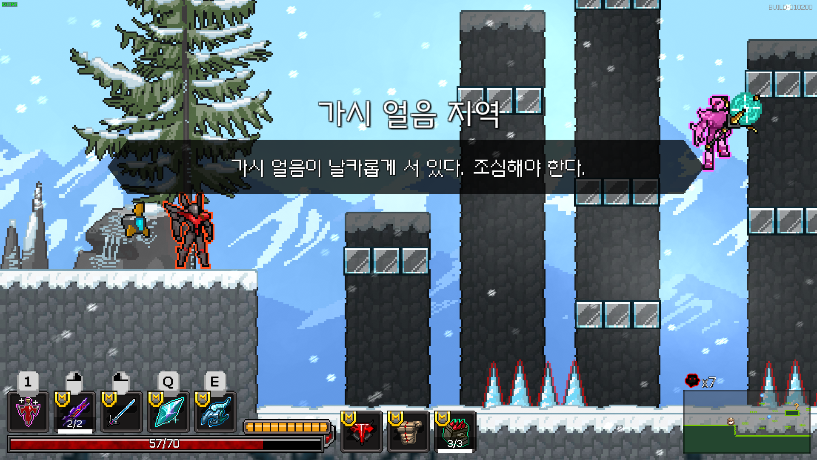 가시 얼음 지역
가시 얼음이 날카롭게 서 있다. 조심해야 한다.
x7
1
Q
E
2/2
3/3
57/70